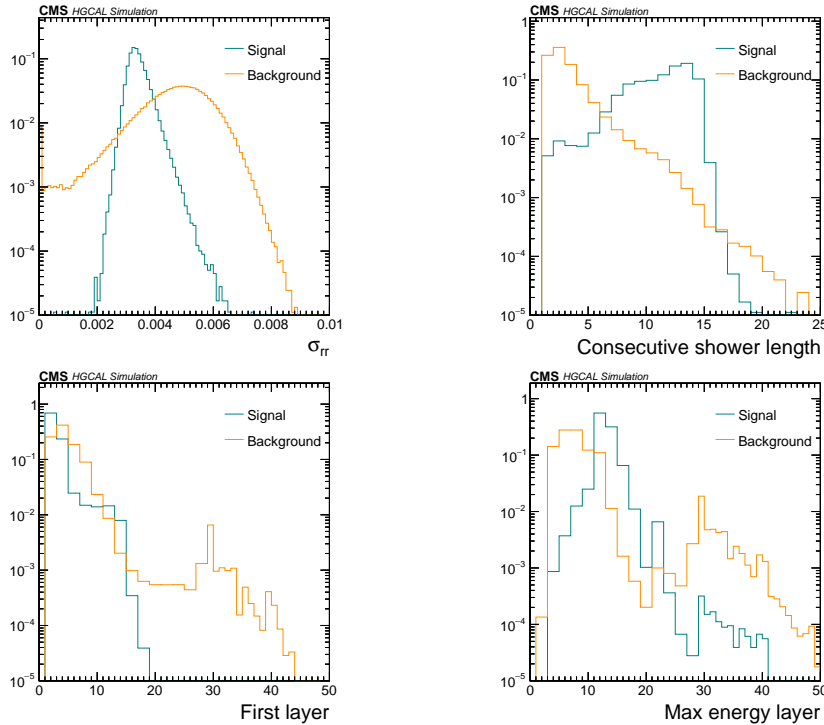 CMS HGCAL Simulation
Signal
Background
10⁻¹
10⁻²
10⁻³
10⁻⁴
10⁻⁵
0 0.002 0.004 0.006 0.008 0.01
σrr
CMS HGCAL Simulation
Signal
Background
1
10⁻¹
10⁻²
10⁻³
10⁻⁴
10⁻⁵
0 5 10 15 20 25
Consecutive shower length
CMS HGCAL Simulation
Signal
Background
1
10⁻¹
10⁻²
10⁻³
10⁻⁴
10⁻⁵
0 10 20 30 40 50
First layer
CMS HGCAL Simulation
Signal
Background
1
10⁻¹
10⁻²
10⁻³
10⁻⁴
10⁻⁵
0 10 20 30 40 50
Max energy layer